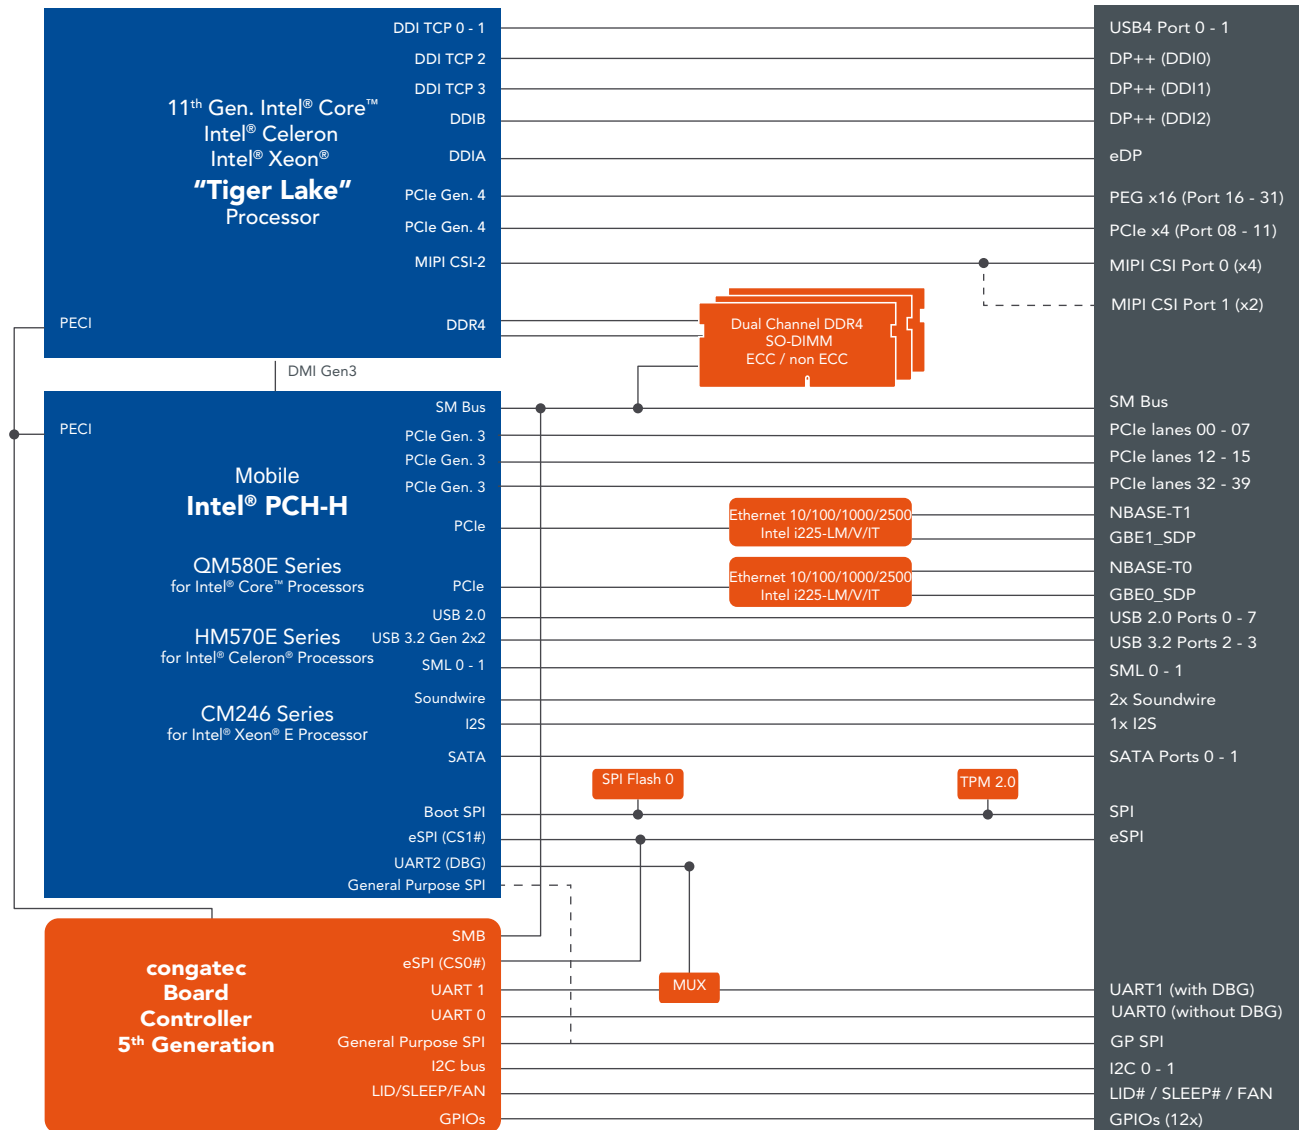 11th Gen. Intel® Core™
Intel® Celeron
Intel® Xeon®
“Tiger Lake”
Processor
PECI
DDI TCP 0 - 1
DDI TCP 2
DDI TCP 3
DDIB
DDIA
PCIe Gen. 4
PCIe Gen. 4
MIPI CSI-2
DDR4
Dual Channel DDR4
SO-DIMM
ECC / non ECC
USB4 Port 0 - 1
DP++ (DDI0)
DP++ (DDI1)
DP++ (DDI2)
eDP
PEG x16 (Port 16 - 31)
PCIe x4 (Port 08 - 11)
MIPI CSI Port 0 (x4)
MIPI CSI Port 1 (x2)
DMI Gen3
PECI
Mobile
Intel® PCH-H
QM580E Series
for Intel® Core™ Processors
HM570E Series
for Intel® Celeron® Processors
CM246 Series
for Intel® Xeon® E Processor
SM Bus
PCIe Gen. 3
PCIe Gen. 3
PCIe Gen. 3
PCIe
PCIe
USB 2.0
USB 3.2 Gen 2x2
SML 0 - 1
Soundwire
I2S
SATA
Boot SPI
eSPI (CS1#)
UART2 (DBG)
General Purpose SPI
Ethernet 10/100/1000/2500
Intel i225-LM/V/IT
Ethernet 10/100/1000/2500
Intel i225-LM/V/IT
SPI Flash 0
TPM 2.0
SM Bus
PCIe lanes 00 - 07
PCIe lanes 12 - 15
PCIe lanes 32 - 39
NBASE-T1
GBE1_SDP
NBASE-T0
GBE0_SDP
USB 2.0 Ports 0 - 7
USB 3.2 Ports 2 - 3
SML 0 - 1
2x Soundwire
1x I2S
SATA Ports 0 - 1
SPI
eSPI
congatec
Board
Controller
5th Generation
SMB
eSPI (CS0#)
UART 1
UART 0
General Purpose SPI
I2C bus
LID/SLEEP/FAN
GPIOs
MUX
UART1 (with DBG)
UART0 (without DBG)
GP SPI
I2C 0 - 1
LID# / SLEEP# / FAN
GPIOs (12x)